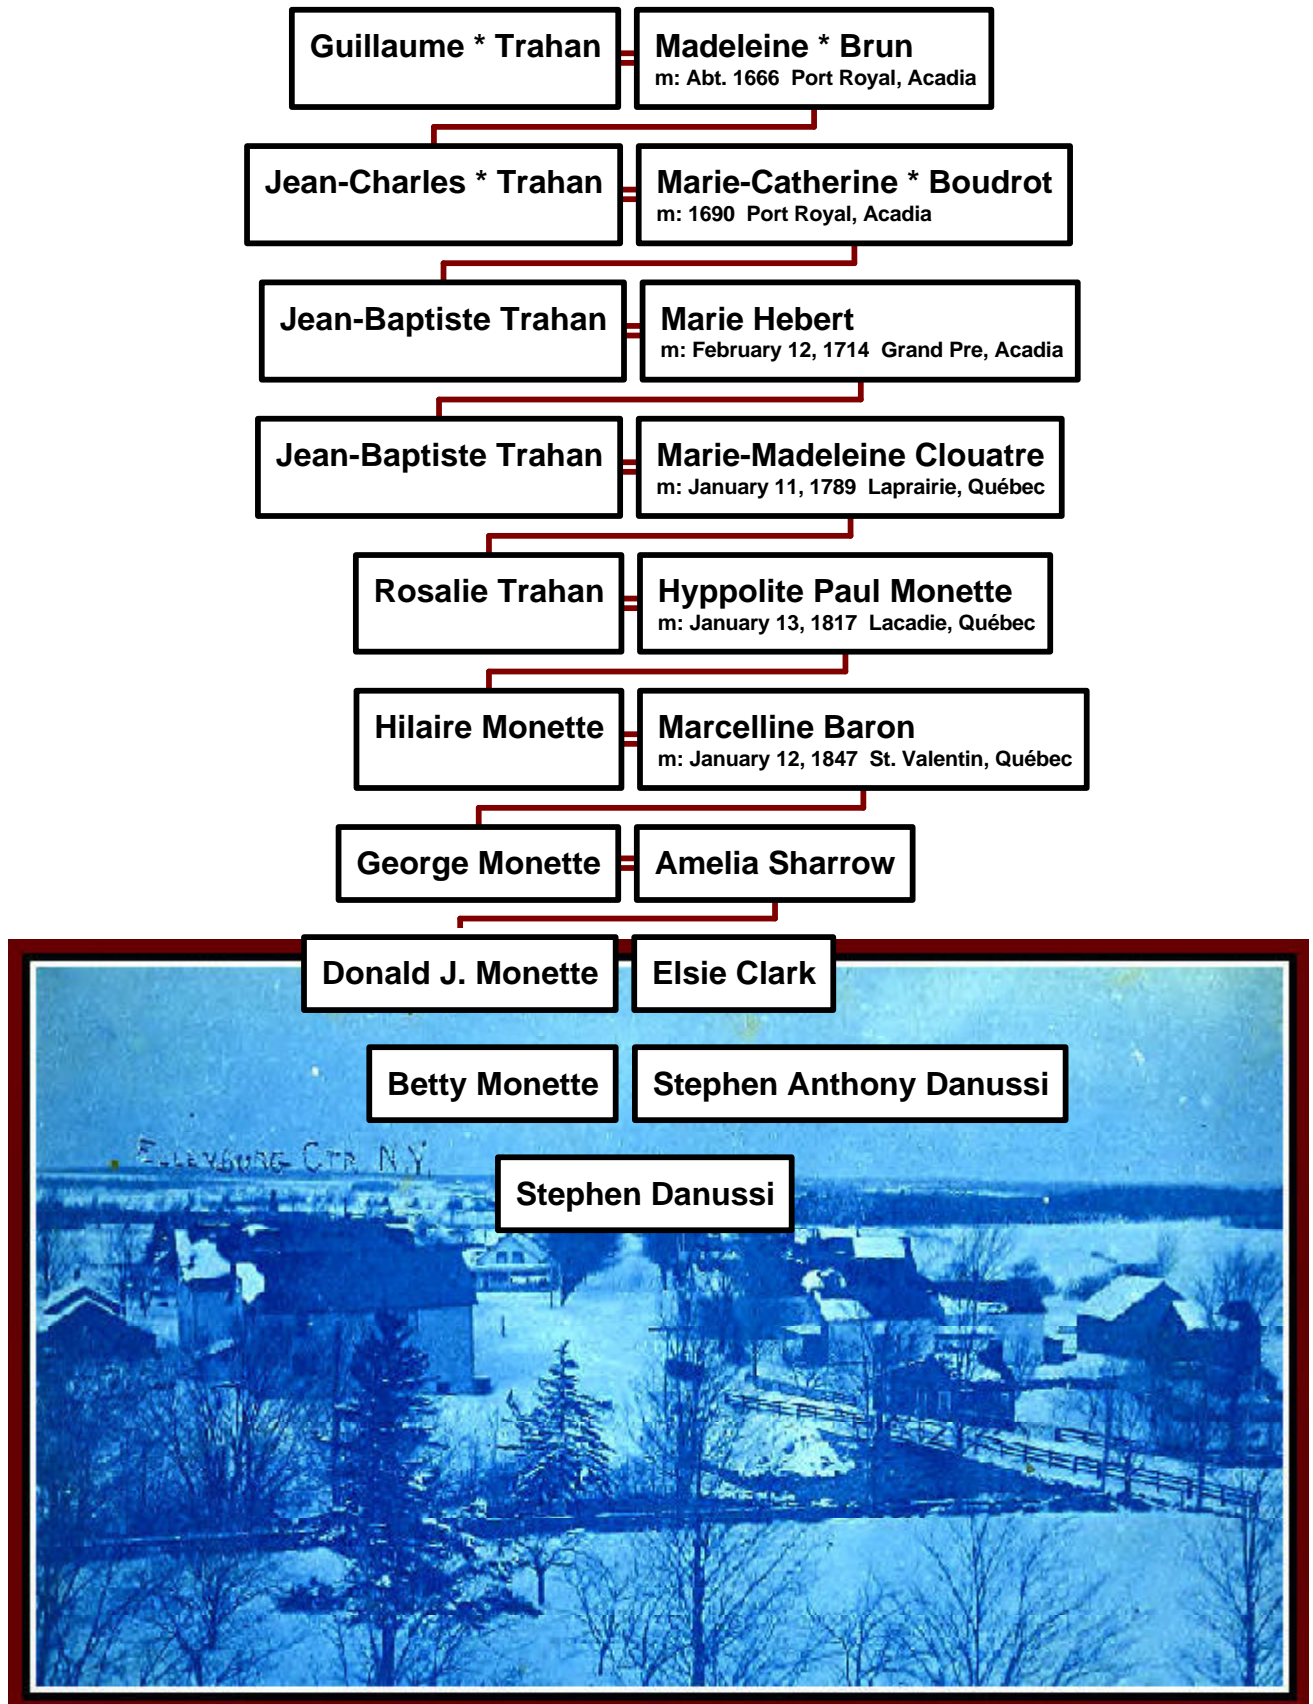 Guillaume * Trahan
Madeleine * Brun
m: Abt. 1666 Port Royal, Acadia
Jean-Charles * Trahan
Marie-Catherine * Boudrot
m: 1690 Port Royal, Acadia
Jean-Baptiste Trahan
Marie Hebert
m: February 12, 1714 Grand Pre, Acadia
Jean-Baptiste Trahan
Marie-Madeleine Clouatre
m: January 11, 1789 Laprairie, Québec
Rosalie Trahan
Hyppolite Paul Monette
m: January 13, 1817 Lacadie, Québec
Hilaire Monette
Marcelline Baron
m: January 12, 1847 St. Valentin, Québec
George Monette
Amelia Sharrow
Donald J. Monette
Elsie Clark
Betty Monette
Stephen Anthony Danussi
ELLENBURG CTR N.Y.
Stephen Danussi